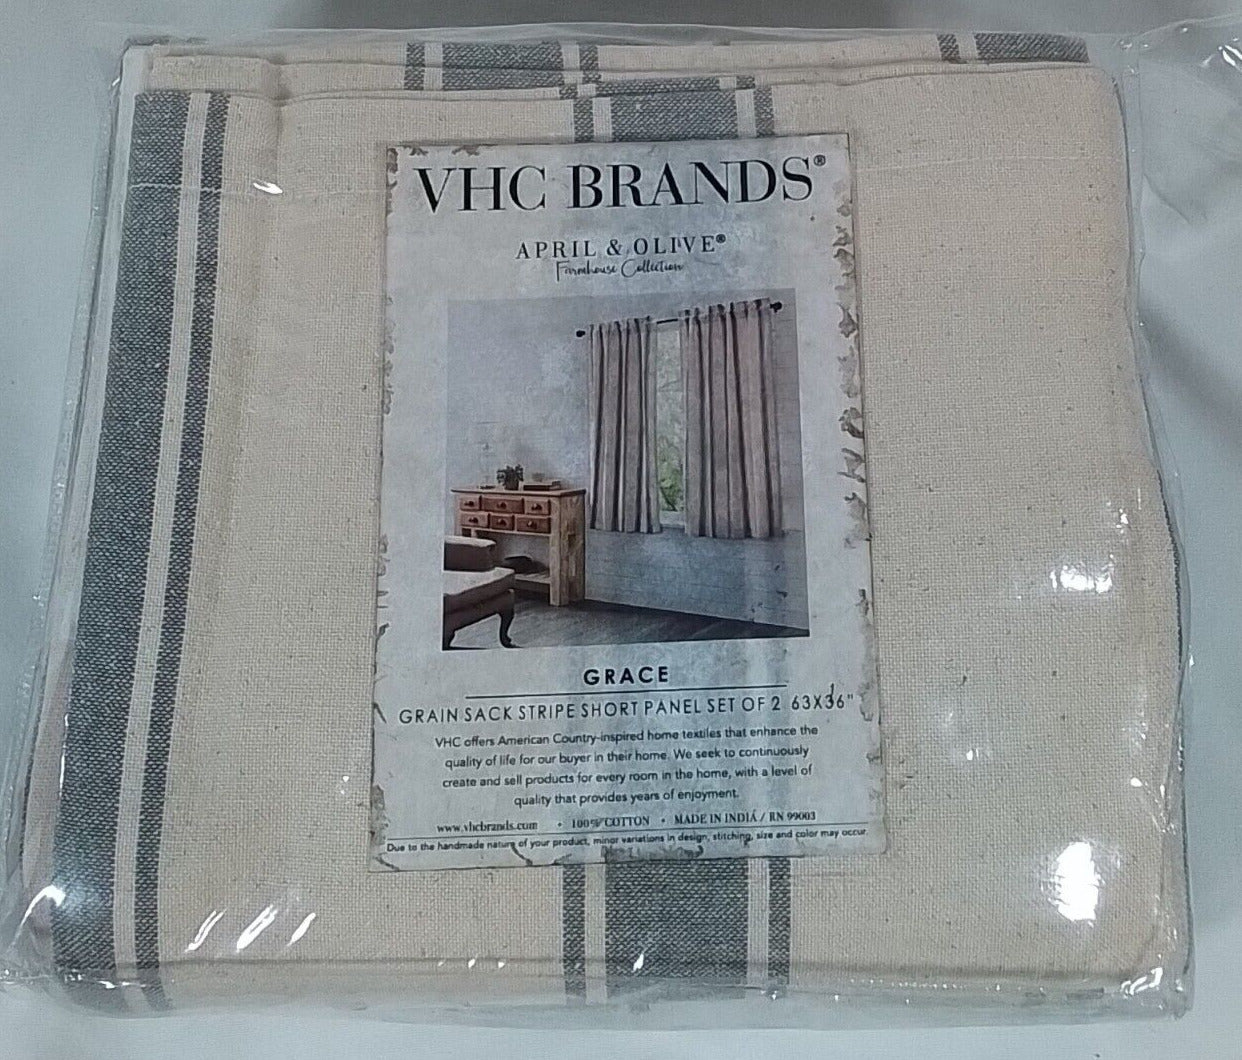 VHC BRANDS®
APRIL & OLIVE®
Farmhouse Collection
GRACE
GRAIN SACK STRIPE SHORT PANEL SET OF 2 63X36"
VHC offers American Country-inspired home textiles that enhance the
quality of life for our buyer in their home. We seek to continuously
create and sell products for every room in the home, with a level of
quality that provides years of enjoyment.
www.vhcbrands.com • 100% COTTON • MADE IN INDIA / RN 99003
Due to the handmade nature of your product, minor variations in design, stitching, size and color may occur.